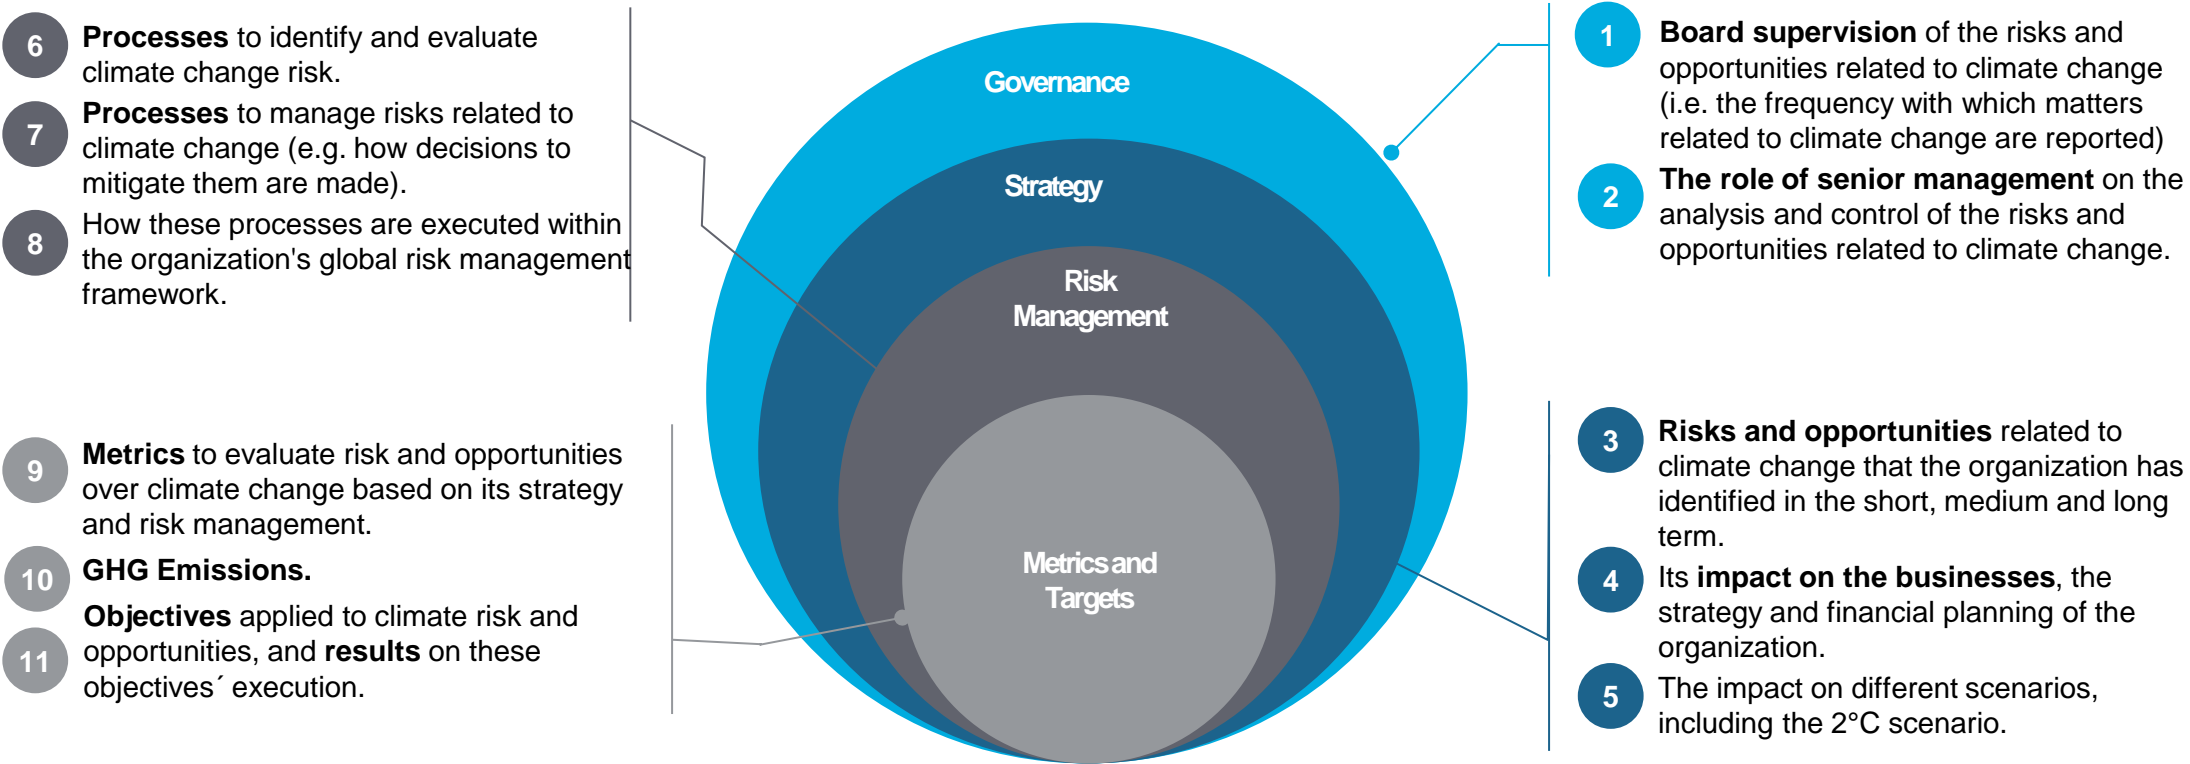 6
Processes to identify and evaluate
climate change risk.
7
Processes to manage risks related to
climate change (e.g. how decisions to
mitigate them are made).
8
How these processes are executed within
the organization's global risk management
framework.
9
Metrics to evaluate risk and opportunities
over climate change based on its strategy
and risk management.
10
GHG Emissions.
11
Objectives applied to climate risk and
opportunities, and results on these
objectives´ execution.
Governance
Strategy
Risk
Management
Metrics and
Targets
1
Board supervision of the risks and
opportunities related to climate change
(i.e. the frequency with which matters
related to climate change are reported)
2
The role of senior management on the
analysis and control of the risks and
opportunities related to climate change.
3
Risks and opportunities related to
climate change that the organization has
identified in the short, medium and long
term.
4
Its impact on the businesses, the
strategy and financial planning of the
organization.
5
The impact on different scenarios,
including the 2°C scenario.